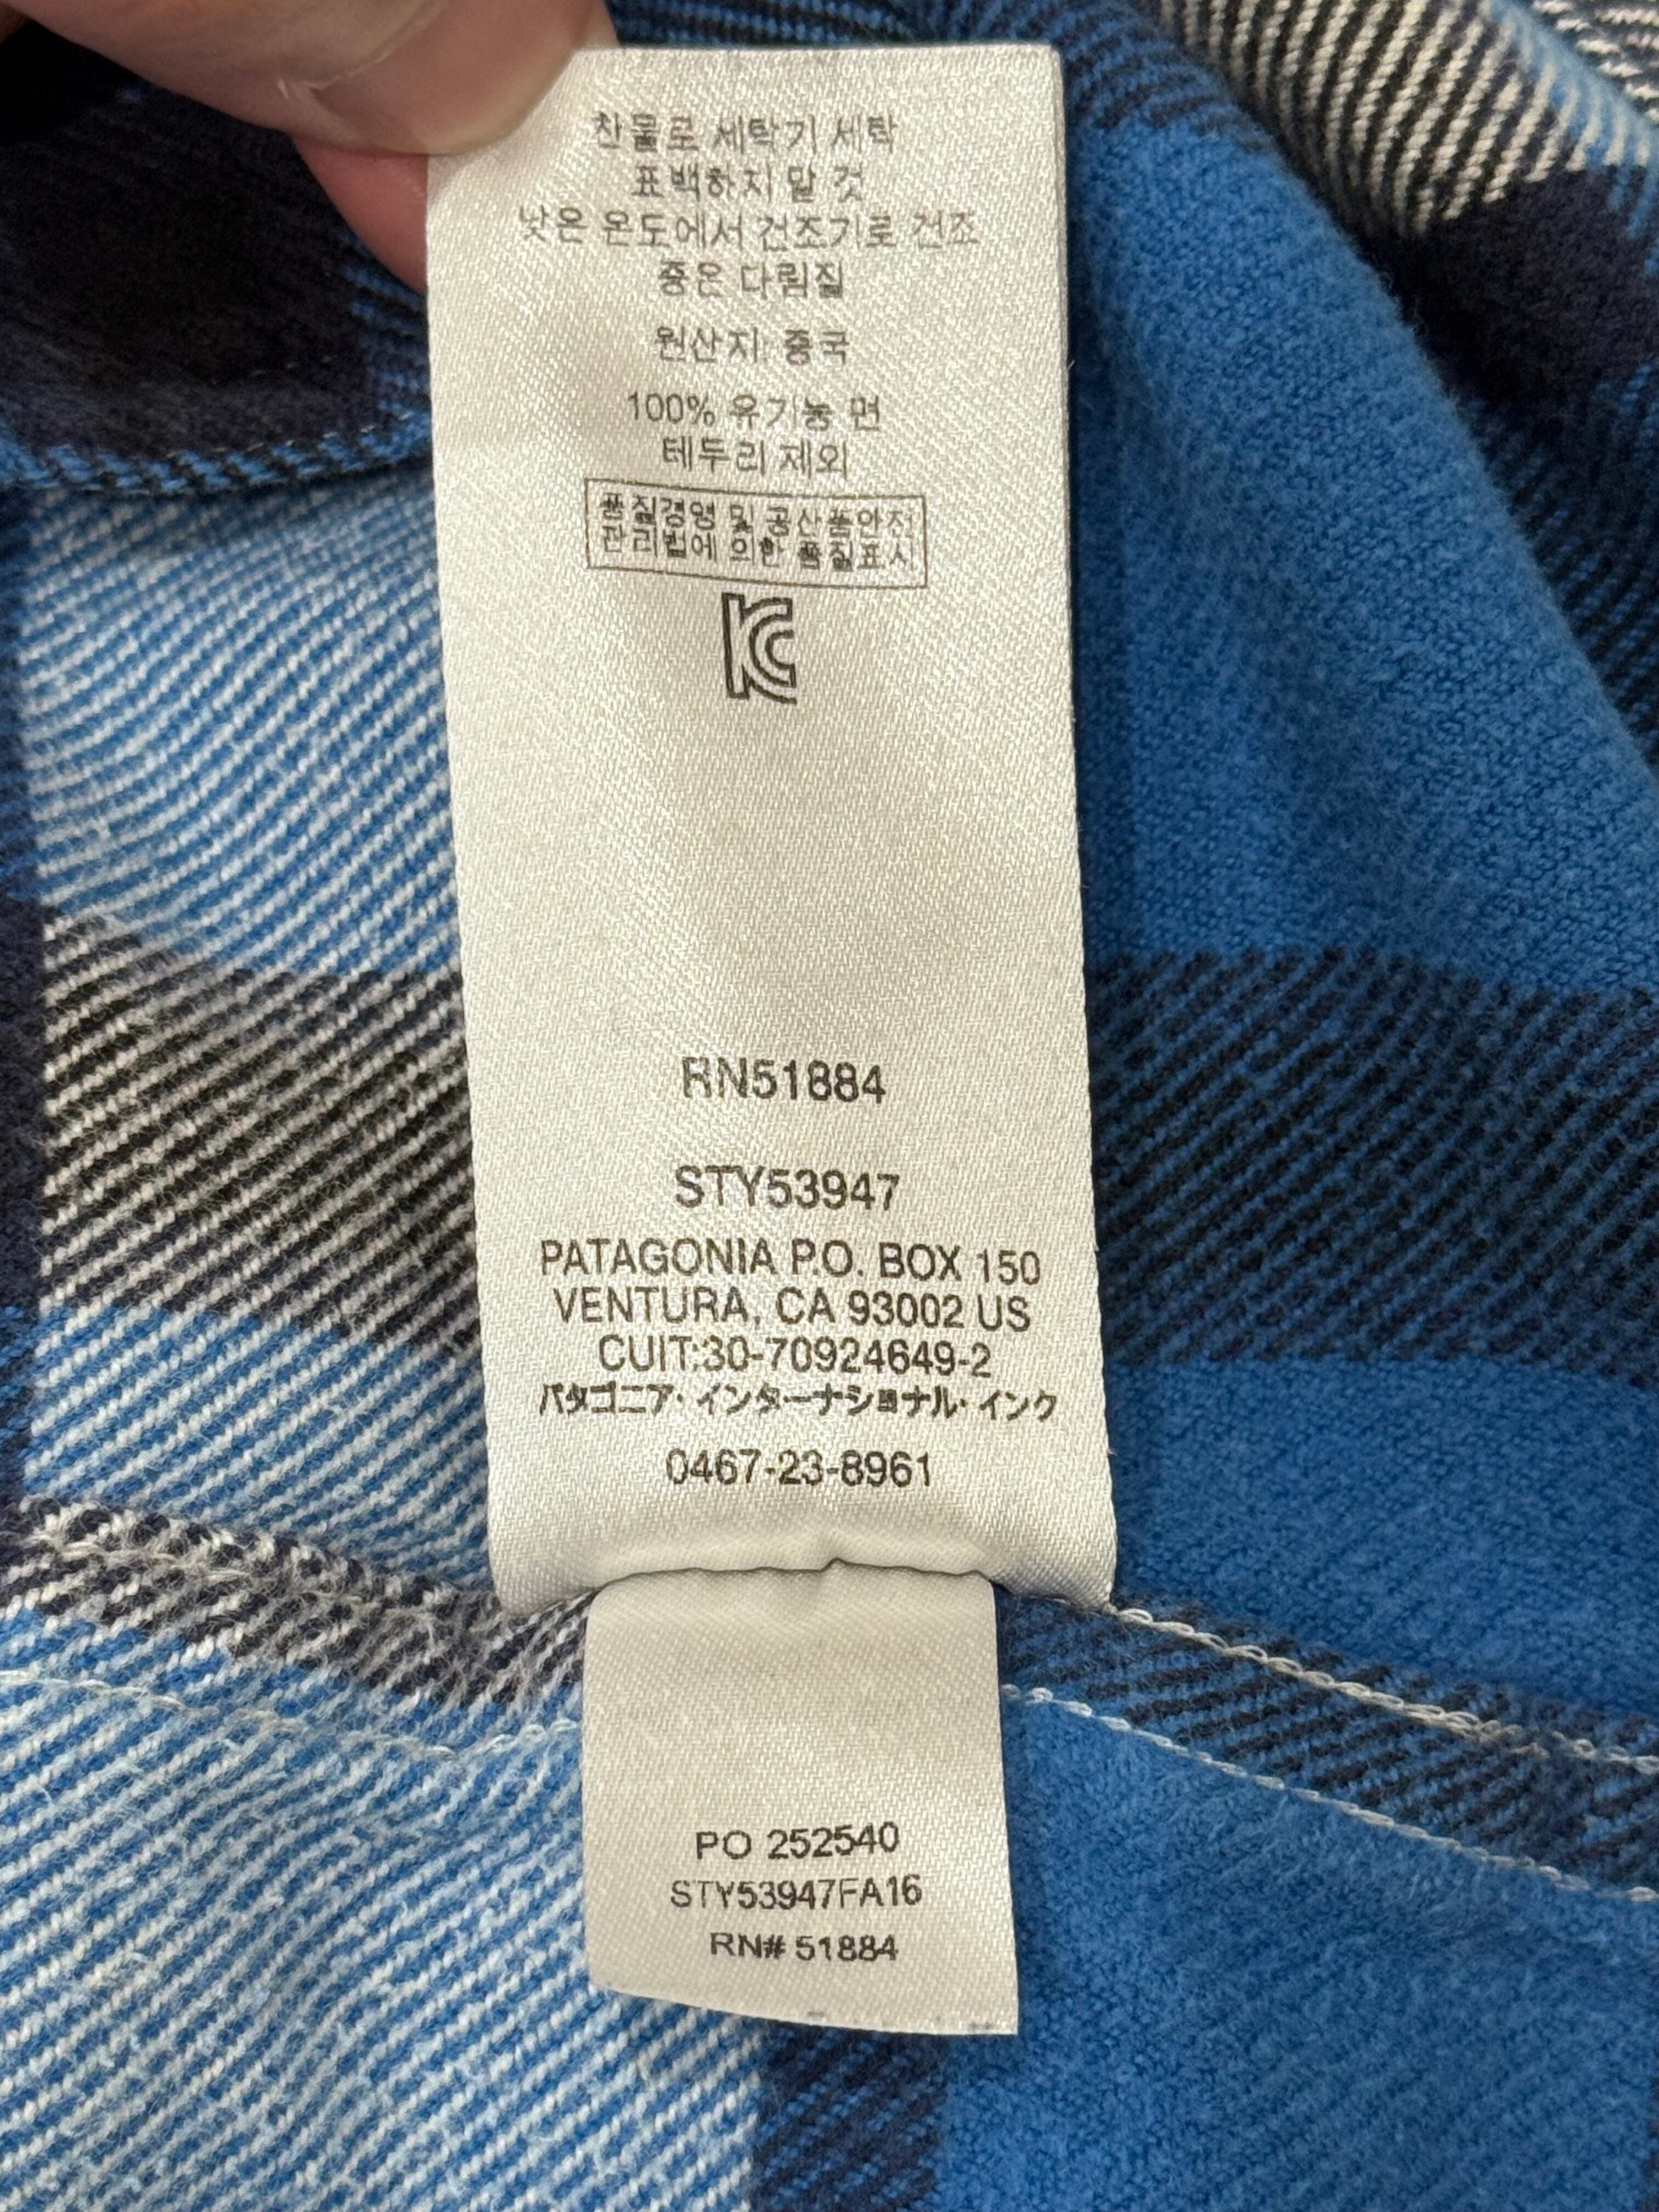 찬물로 세탁기 세탁
표백하지 말 것
낮은 온도에서 건조기로 건조
중온 다림질
원산지: 중국
100% 유기농 면
테두리 제외
품질경영 및 공산품안전
관리법에 의한 품질표시
KC
RN51884
STY53947
PATAGONIA P.O. BOX 150
VENTURA, CA 93002 US
CUIT:30-70924649-2
パタゴニア・インターナショナル・インク
0467-23-8961
PO 252540
STY53947FA16
RN# 51884